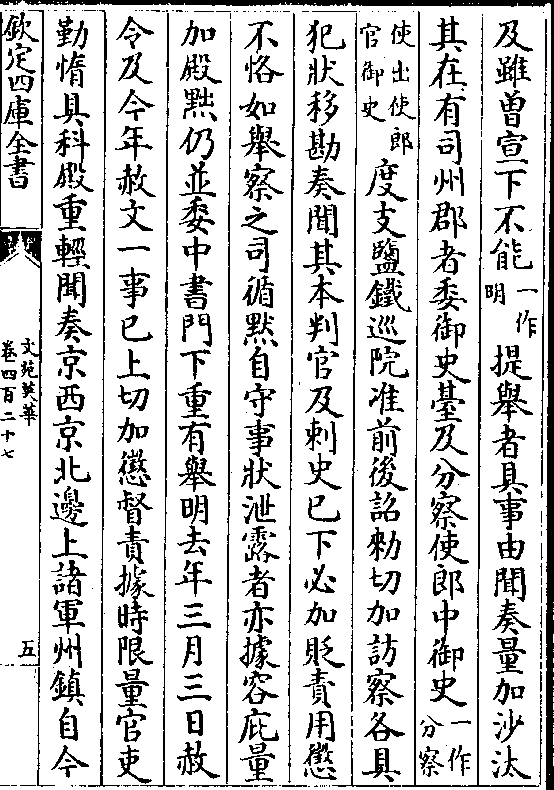 及雖曽宣下不能一作明提舉者具事由聞奏量加沙汰
其在有司州郡者委御史臺及分察使郎中御史一作分察
使出使郎官御史度支鹽鐵巡院准前後詔勅切加訪察各具
犯狀移勘奏聞其本判官及刺史已下必加貶責用懲
不恪如舉察之司循黙自守事狀泄露者亦據容庇量
加殿黜仍並委中書門下重有舉明去年三月三日赦
令及今年赦文一事已上切加懲督責據時限量官吏
勤惰具科殿重輕聞奏京西京北邊上諸軍州鎮自今
欽定四庫全書
文苑英華
卷四百二十七
五